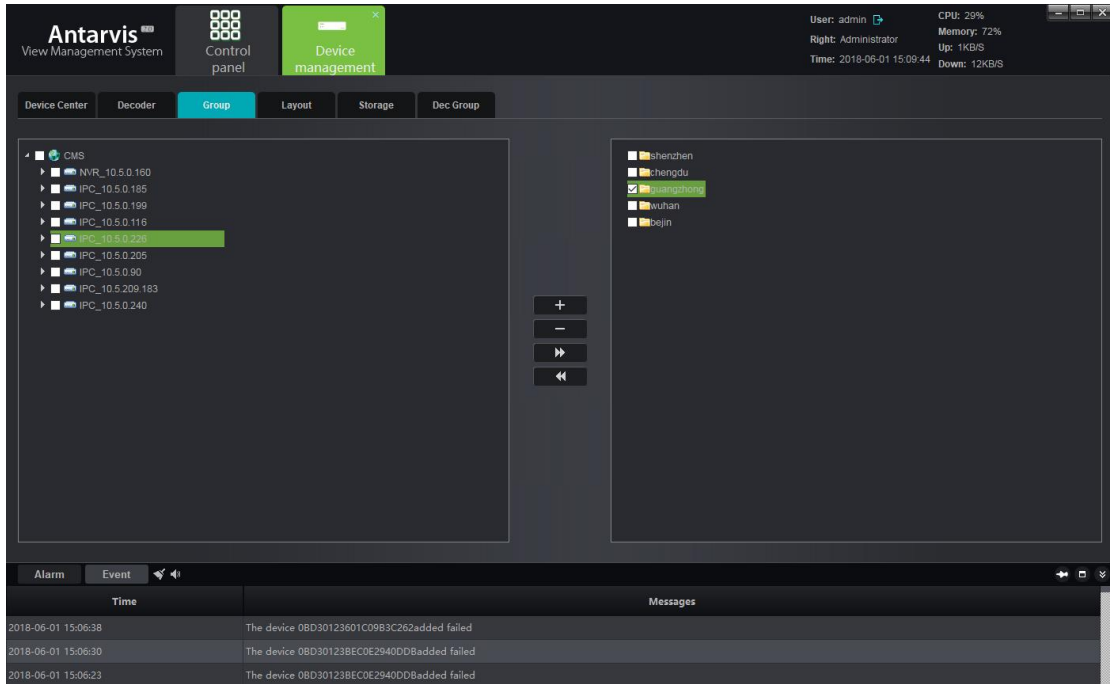 Antarvis 2.0
View Management System
Control
panel
Device
management
User: admin
Right: Administrator
Time: 2018-06-01 15:09:44
CPU: 29%
Memory: 72%
Up: 1KB/S
Down: 12KB/S
Device Center Decoder Group Layout Storage Dec Group
CMS
NVR_10.5.0.160
IPC_10.5.0.185
IPC_10.5.0.199
IPC_10.5.0.116
IPC_10.5.0.226
IPC_10.5.0.205
IPC_10.5.0.90
IPC_10.5.209.183
IPC_10.5.0.240
shenzhen
chengdu
guangzhong
wuhan
bejin
Alarm Event
Time Messages
2018-06-01 15:06:38 The device 0BD30123601C09B3C262added failed
2018-06-01 15:06:30 The device 0BD30123BEC0E2940DDBadded failed
2018-06-01 15:06:23 The device 0BD30123BEC0E2940DDBadded failed